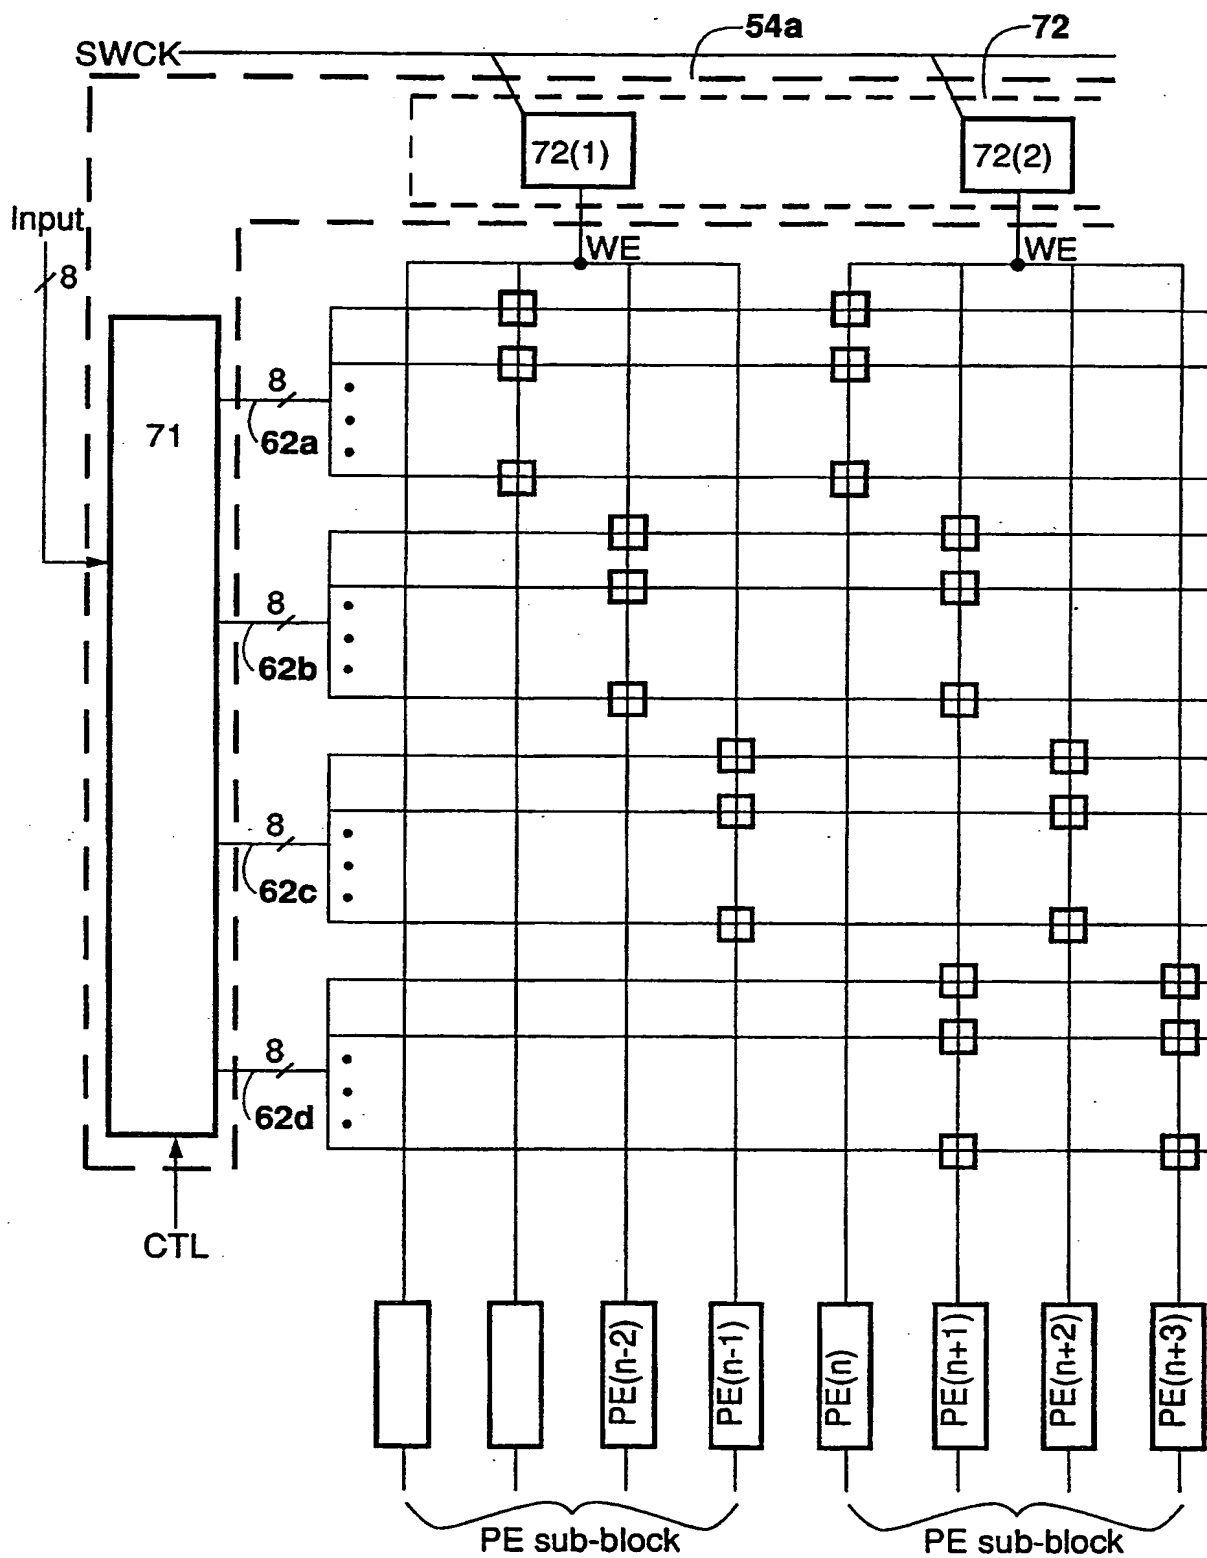 54a
72
SWCK
72(1)
72(2)
Input
8
WE
WE
71
8
62a
8
62b
8
62c
8
62d
CTL
PE(n-2)
PE(n-1)
PE(n)
PE(n+1)
PE(n+2)
PE(n+3)
PE sub-block
PE sub-block